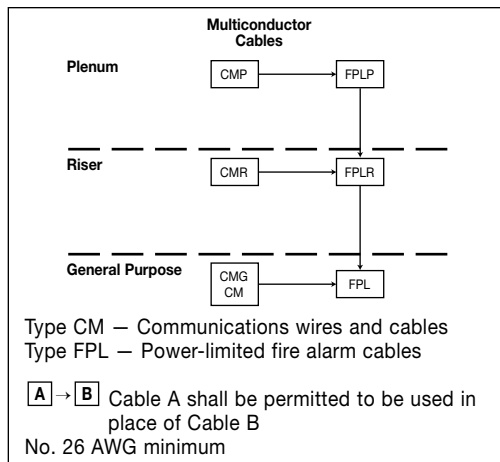 Multiconductor
Cables
Plenum
CMP
FPLP
Riser
CMR
FPLR
General Purpose
CMG
CM
FPL
Type CM — Communications wires and cables
Type FPL — Power-limited fire alarm cables
A → B Cable A shall be permitted to be used in
place of Cable B
No. 26 AWG minimum